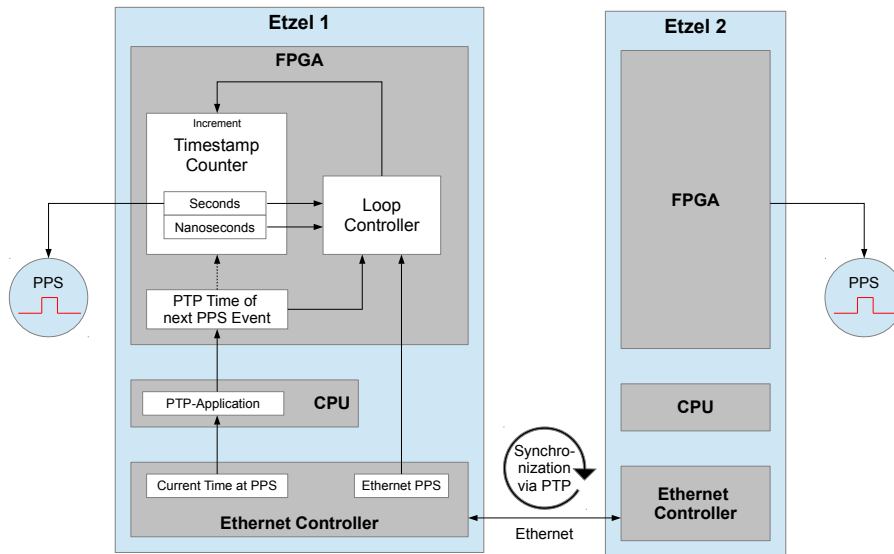 Etzel 1
FPGA
Increment
Timestamp
Counter
Seconds
Nanoseconds
Loop
Controller
PPS
PTP Time of
next PPS Event
PTP-Application
CPU
Current Time at PPS
Ethernet PPS
Ethernet Controller
Synchro-
nization
via PTP
Ethernet
Etzel 2
FPGA
PPS
CPU
Ethernet
Controller